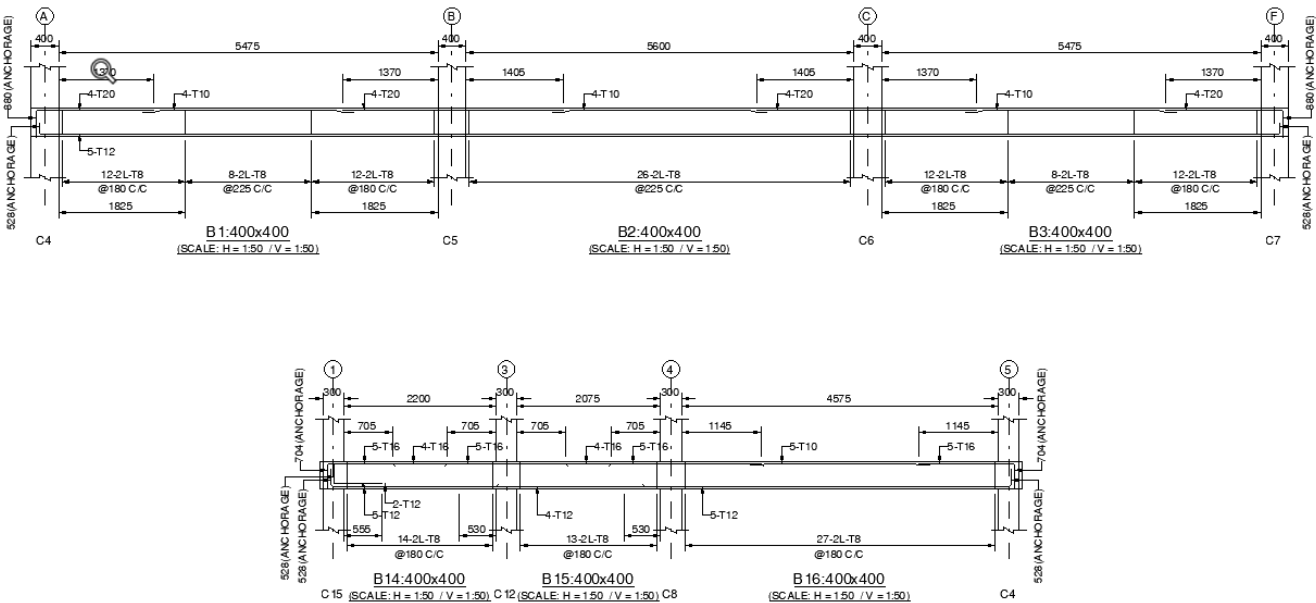 A B C F
400 5475 400 5600 400 5475 400
1370 1370 1405 1405 1370 1370
4-T20 4-T10 4-T20 4-T10 4-T20 4-T10 4-T20
880(ANCHORAGE) 880(ANCHORAGE)
528(ANCHORAGE) 528(ANCHORAGE)
5-T12
12-2L-T8 8-2L-T8 12-2L-T8 26-2L-T8 12-2L-T8 8-2L-T8 12-2L-T8
@180 C/C @225 C/C @180 C/C @225 C/C @180 C/C @225 C/C @180 C/C
1825 1825 1825 1825
B1:400x400 B2:400x400 B3:400x400
C4 (SCALE: H = 1:50 / V = 1:50) C5 (SCALE: H = 1:50 / V = 1:50) C6 (SCALE: H = 1:50 / V = 1:50) C7
1 3 4 5
300 2200 300 2075 300 4575 300
705 705 705 705 1145 1145
5-T16 4-T16 5-T16 4-T16 5-T16 5-T10 5-T16
704(ANCHORAGE) 704(ANCHORAGE)
528(ANCHORAGE) 528(ANCHORAGE) 528(ANCHORAGE)
2-T12
5-T12 4-T12 5-T12
555 530 530
14-2L-T8 13-2L-T8 27-2L-T8
@180 C/C @180 C/C @180 C/C
B14:400x400 B15:400x400 B16:400x400
C15 (SCALE: H = 1:50 / V = 1:50) C12 (SCALE: H = 1:50 / V = 1:50) C8 (SCALE: H = 1:50 / V = 1:50) C4